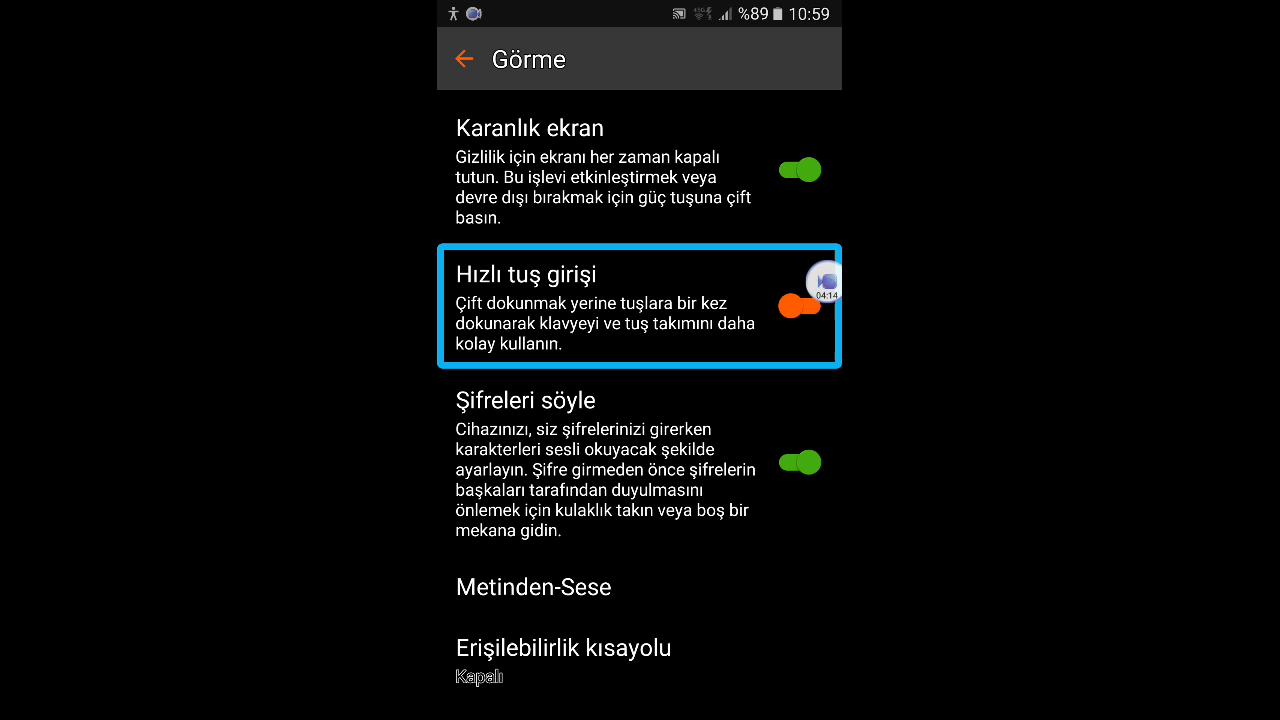 %89 10:59
Görme
Karanlık ekran
Gizlilik için ekranı her zaman kapalı
tutun. Bu işlevi etkinleştirmek veya
devre dışı bırakmak için güç tuşuna çift
basın.
Hızlı tuş girişi
04:14
Çift dokunmak yerine tuşlara bir kez
dokunarak klavyeyi ve tuş takımını daha
kolay kullanın.
Şifreleri söyle
Cihazınızı, siz şifrelerinizi girerken
karakterleri sesli okuyacak şekilde
ayarlayın. Şifre girmeden önce şifrelerin
başkaları tarafından duyulmasını
önlemek için kulaklık takın veya boş bir
mekana gidin.
Metinden-Sese
Erişilebilirlik kısayolu
Kapalı